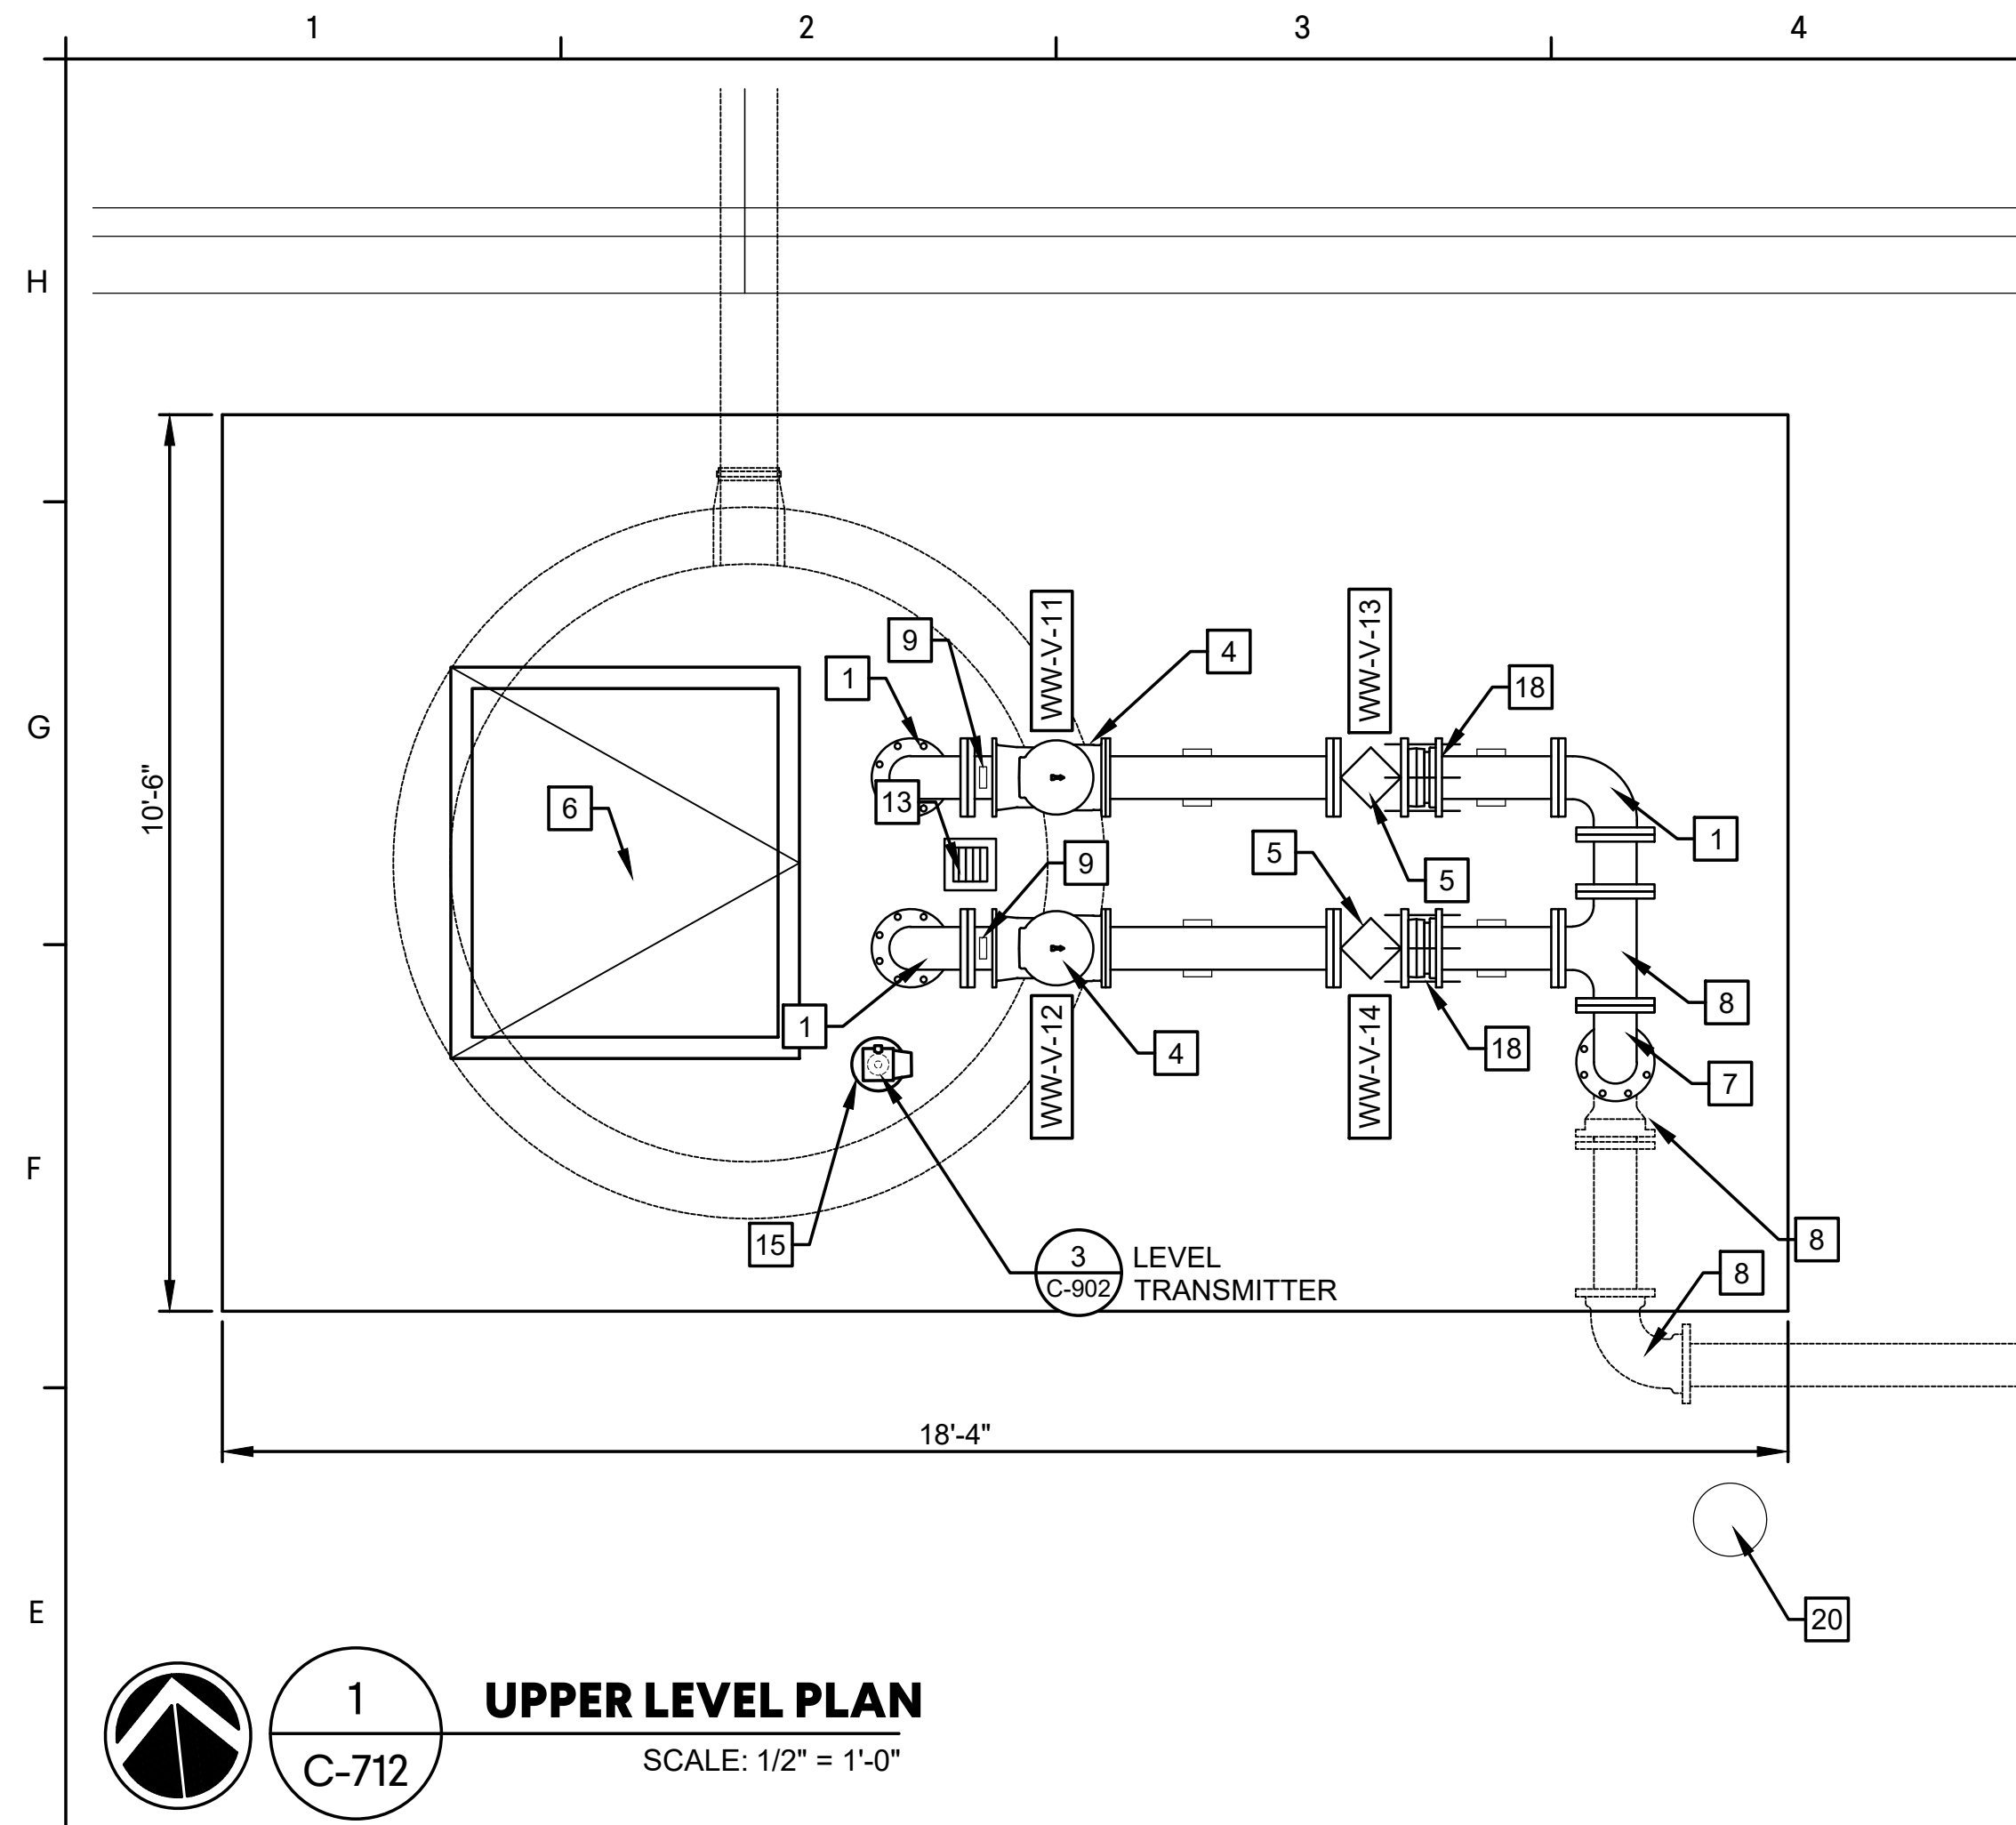 1
2
3
4
H
G
F
E
10'-6"
WW-V-11
WW-V-13
9
4
1
18
6
13
1
5
9
5
1
8
4
18
7
WW-V-12
WW-V-14
15
3
C-902
LEVEL
TRANSMITTER
8
8
18'-4"
20
1
C-712
UPPER LEVEL PLAN
SCALE: 1/2" = 1'-0"